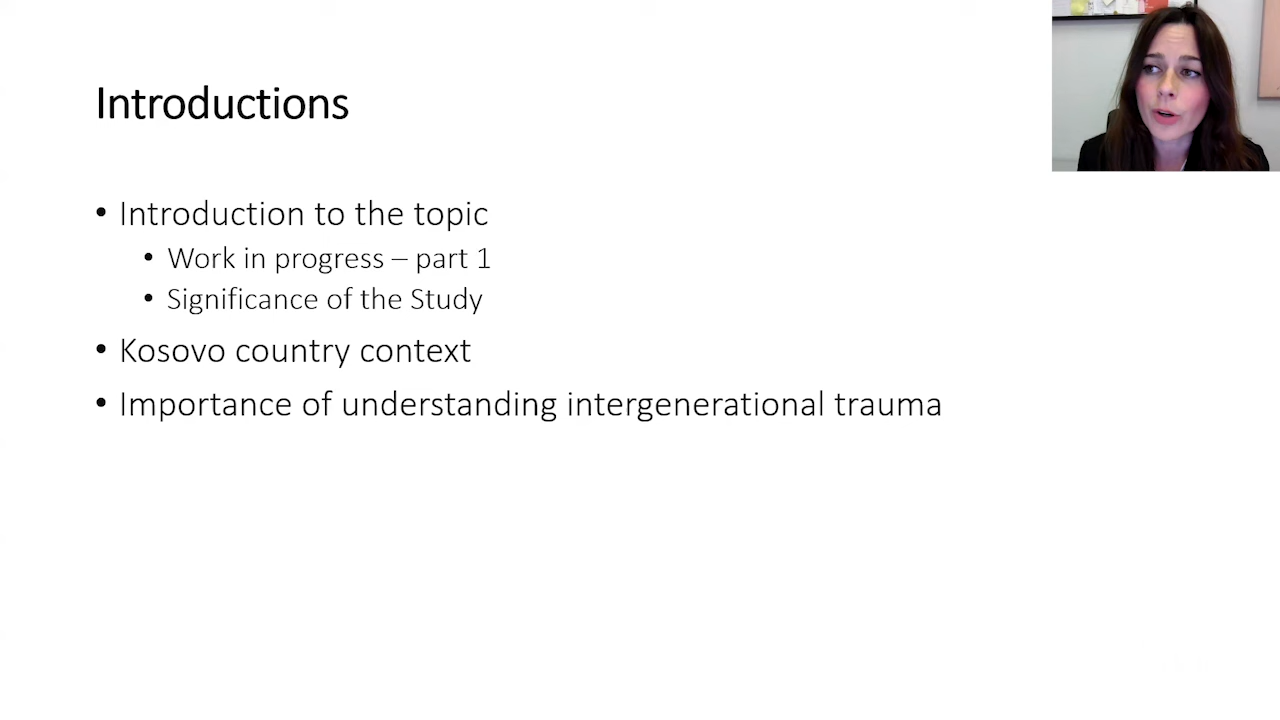 Introductions
• Introduction to the topic
• Work in progress – part 1
• Significance of the Study
• Kosovo country context
• Importance of understanding intergenerational trauma